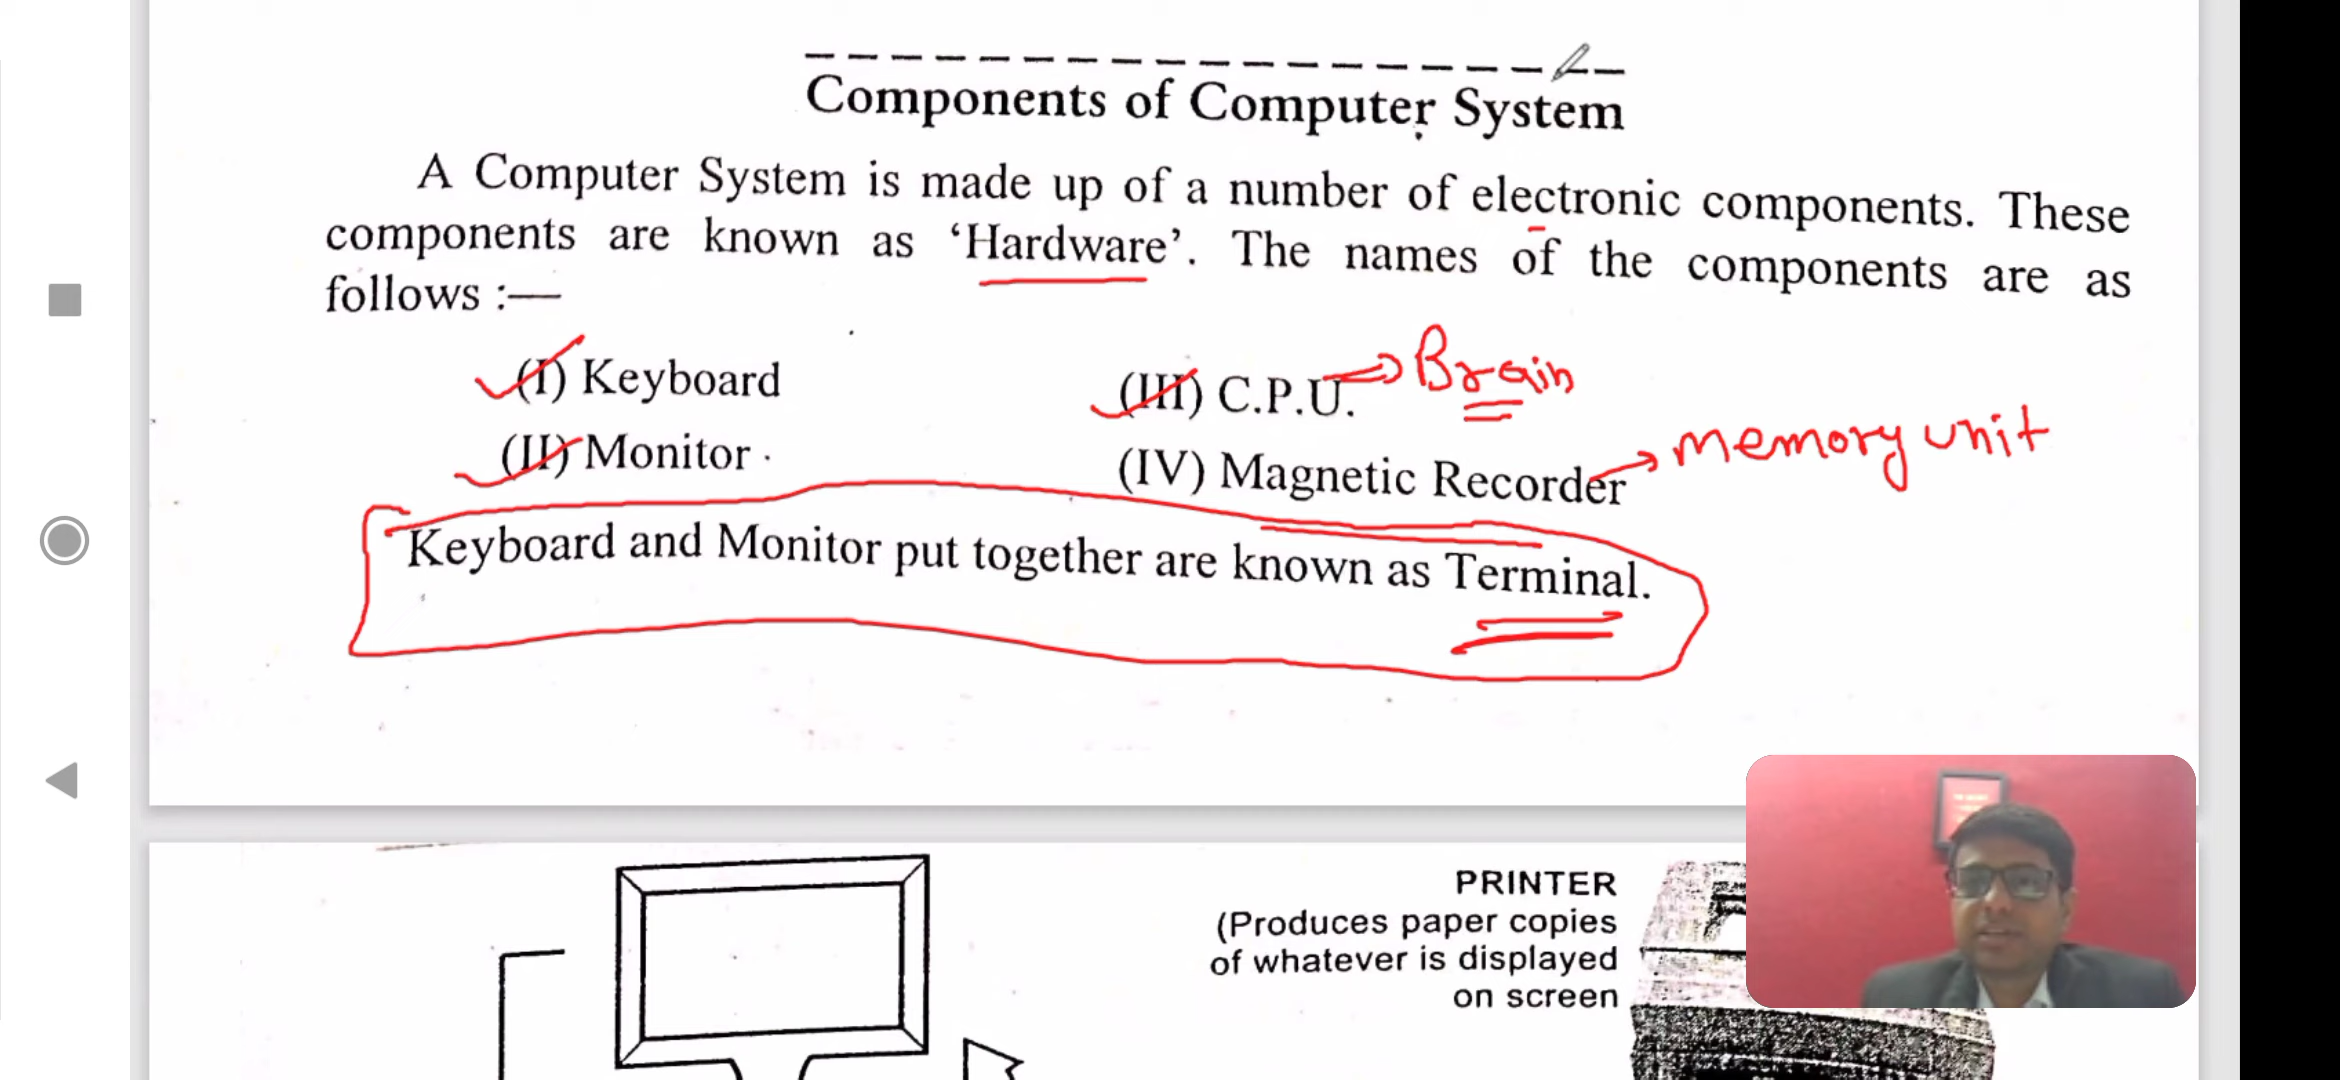 Components of Computer System
A Computer System is made up of a number of electronic components. These
components are known as ‘Hardware’. The names of the components are as
follows :—
(I) Keyboard
(III) C.P.U. Brain
(II) Monitor
(IV) Magnetic Recorder memory unit
Keyboard and Monitor put together are known as Terminal.
PRINTER
(Produces paper copies
of whatever is displayed
on screen